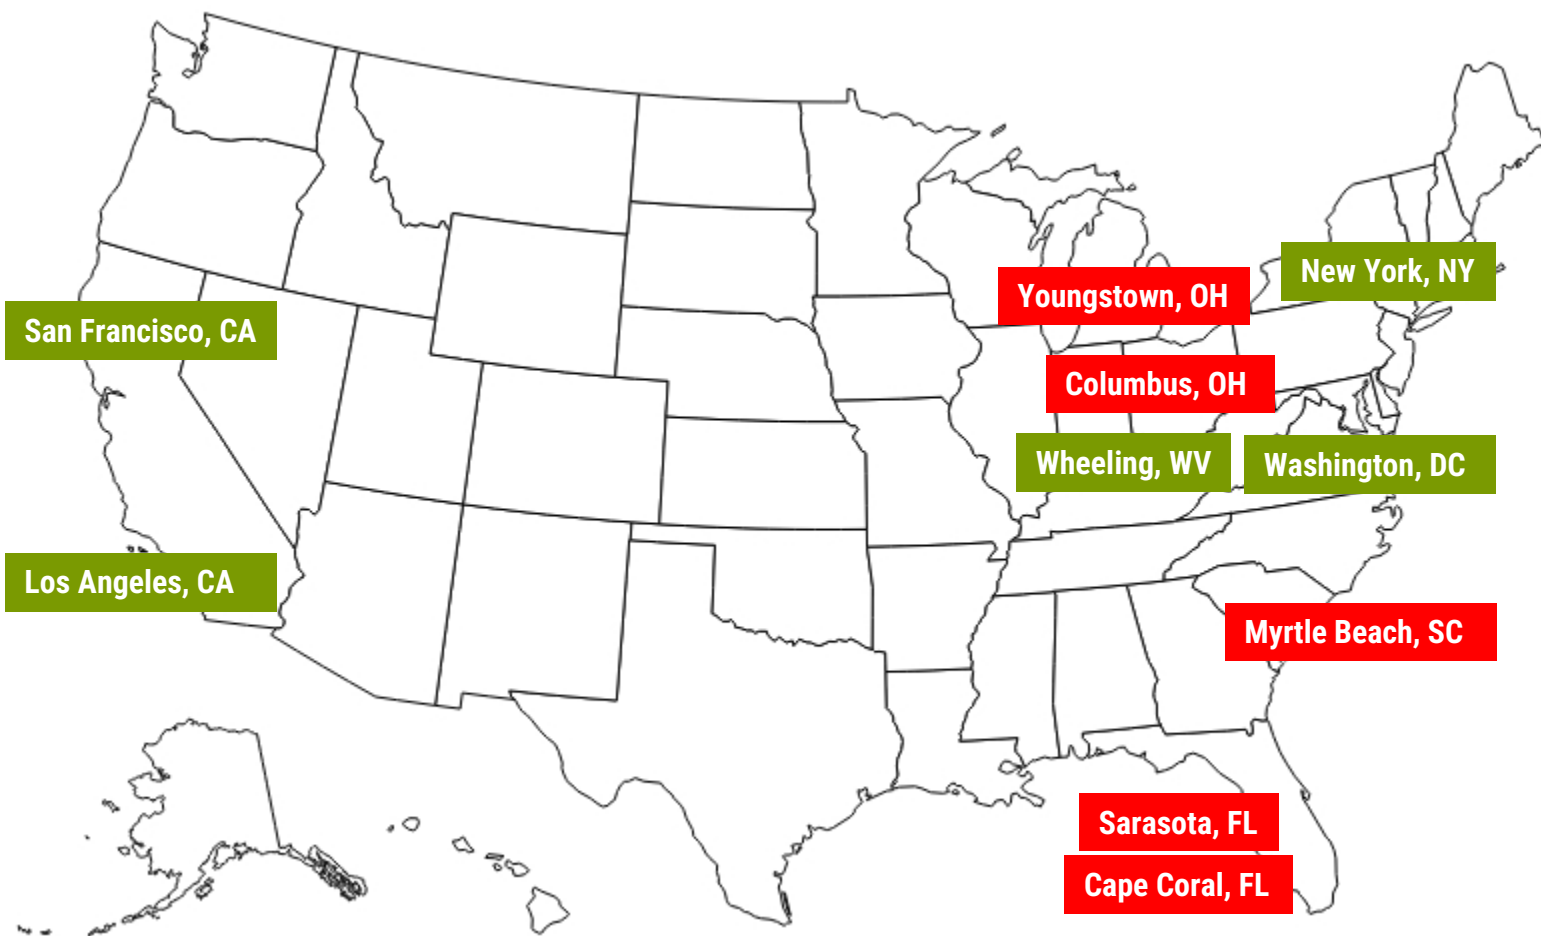 New York, NY
Youngstown, OH
San Francisco, CA
Columbus, OH
Wheeling, WV
Washington, DC
Los Angeles, CA
Myrtle Beach, SC
Sarasota, FL
Cape Coral, FL